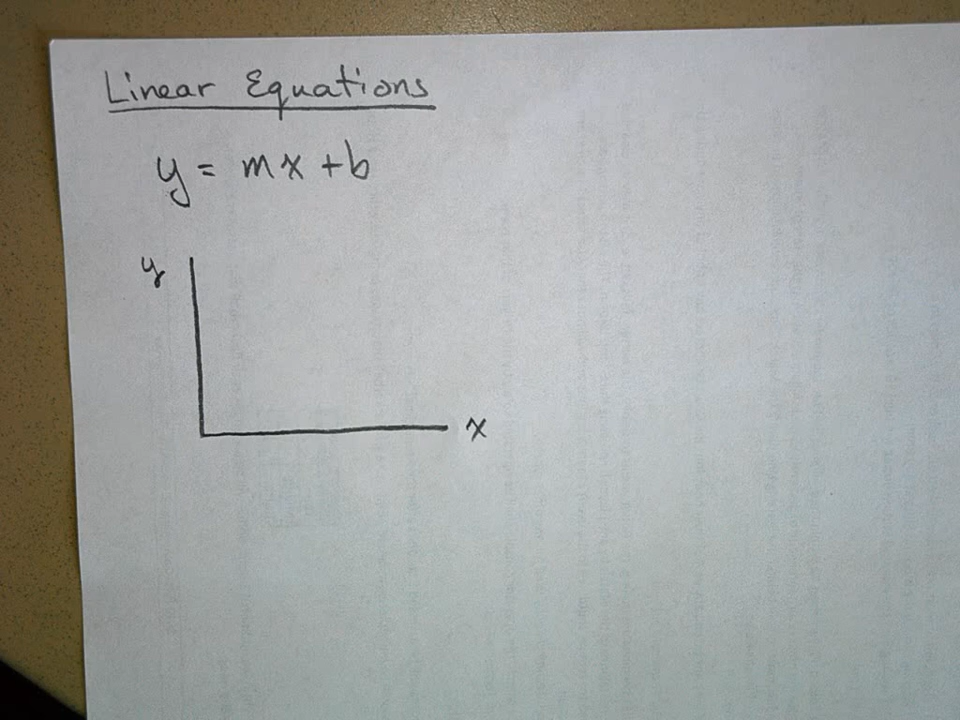 Linear Equations
y = mx + b
y
x